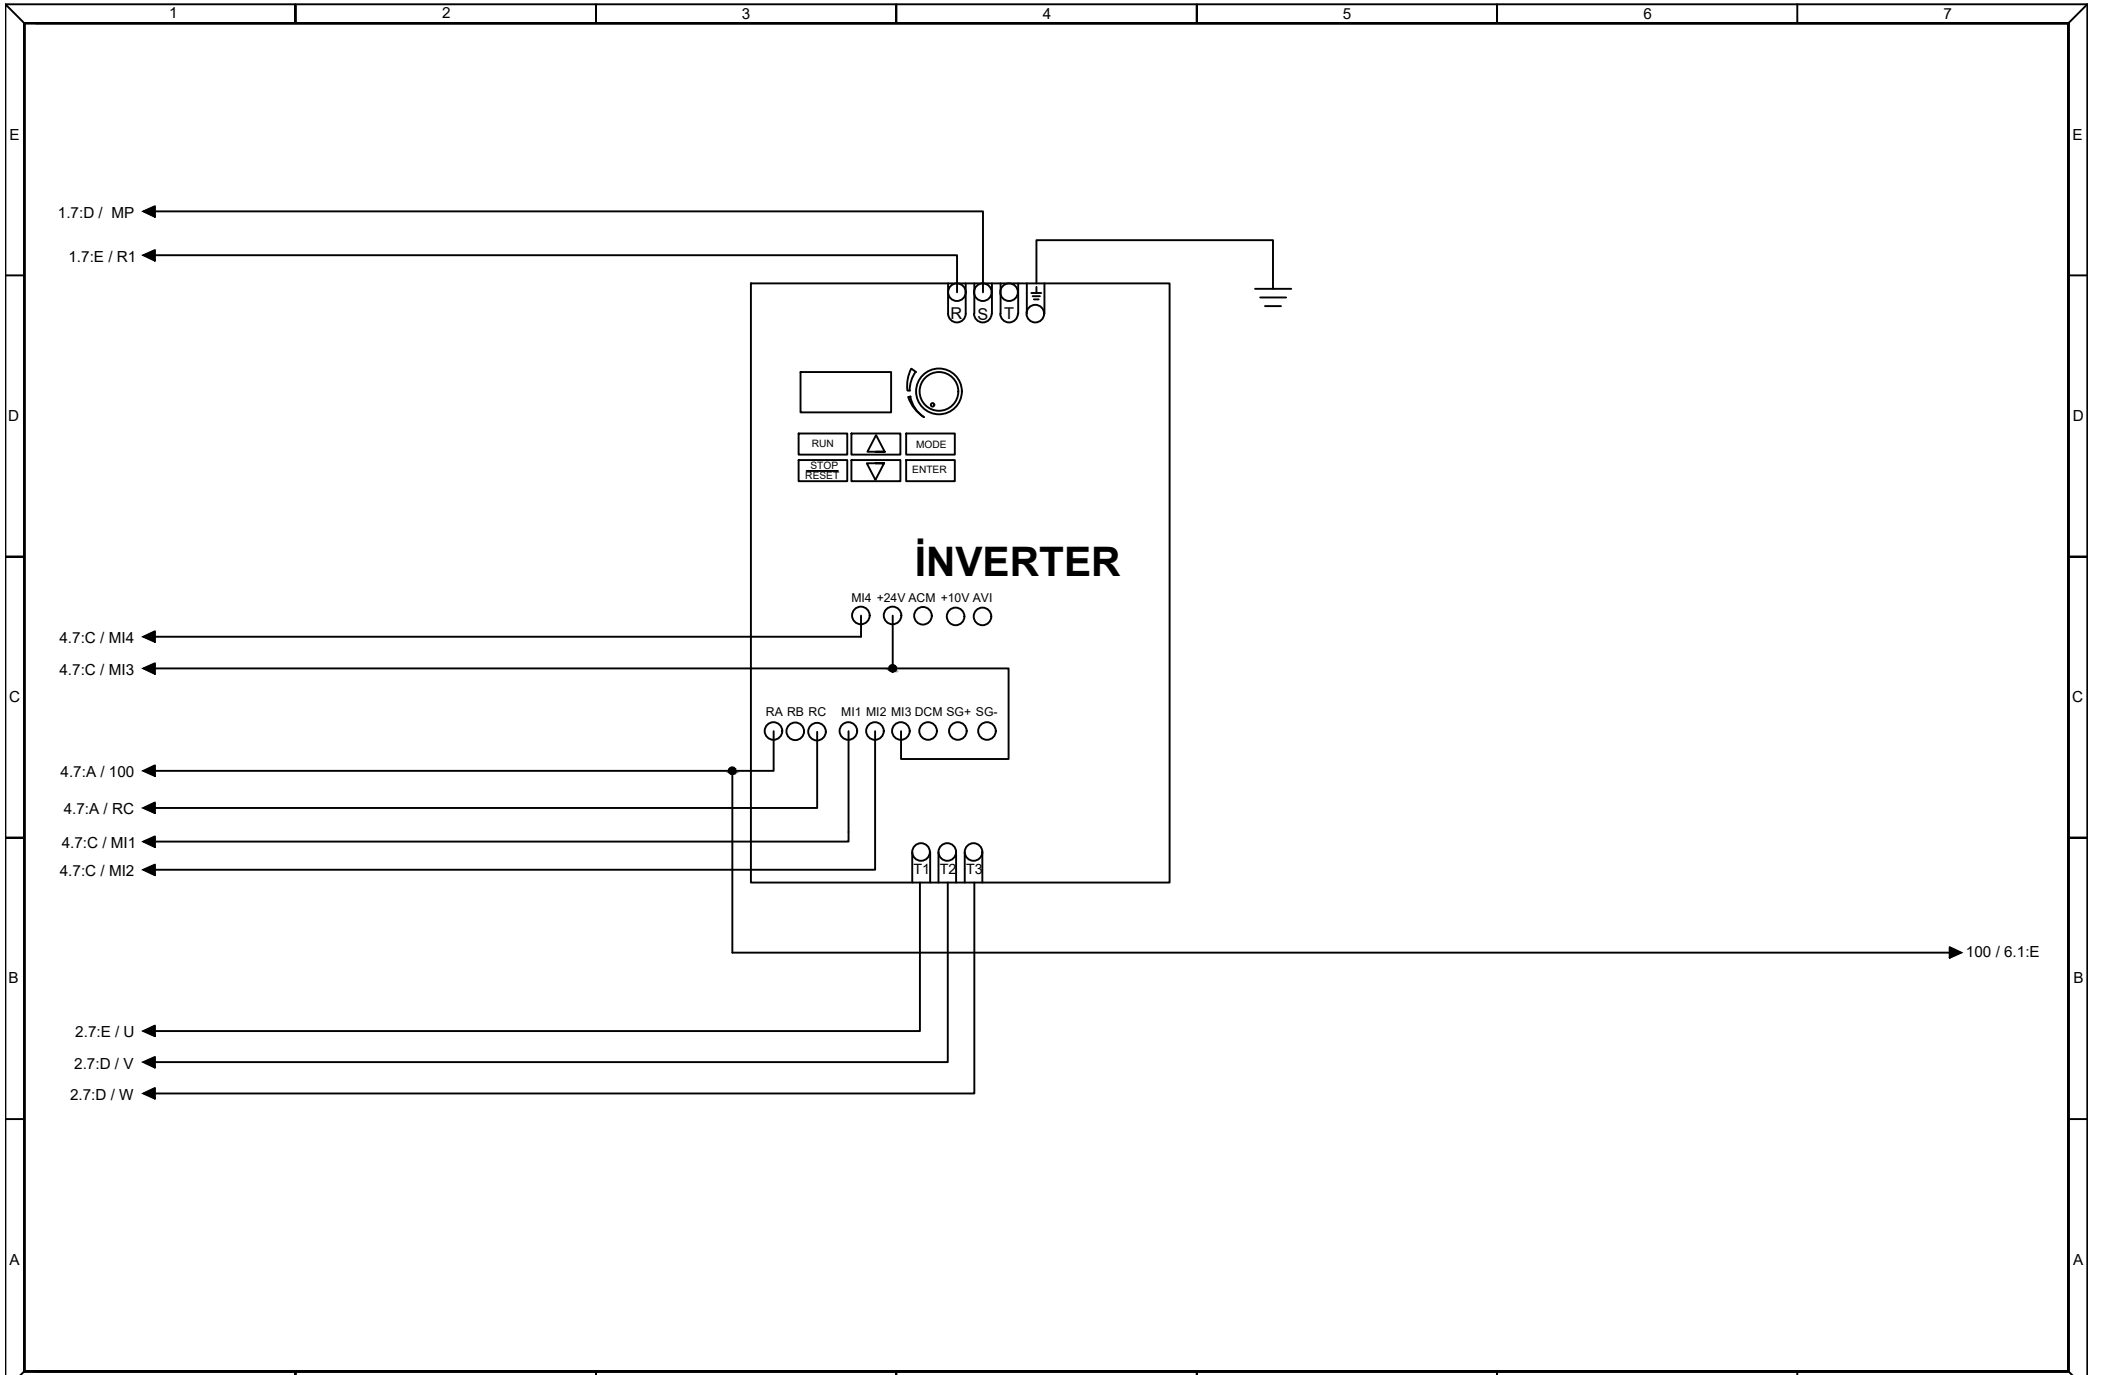 1 2 3 4 5 6 7
E E
1.7:D / MP
1.7:E / R1
R S T
D D
RUN MODE
STOP
RESET
ENTER
İNVERTER
MI4 +24V ACM +10V AVI
4.7:C / MI4
4.7:C / MI3
C C
RA RB RC MI1 MI2 MI3 DCM SG+ SG-
4.7:A / 100
4.7:A / RC
4.7:C / MI1
4.7:C / MI2
T1 T2 T3
100 / 6.1:E
B B
2.7:E / U
2.7:D / V
2.7:D / W
A A